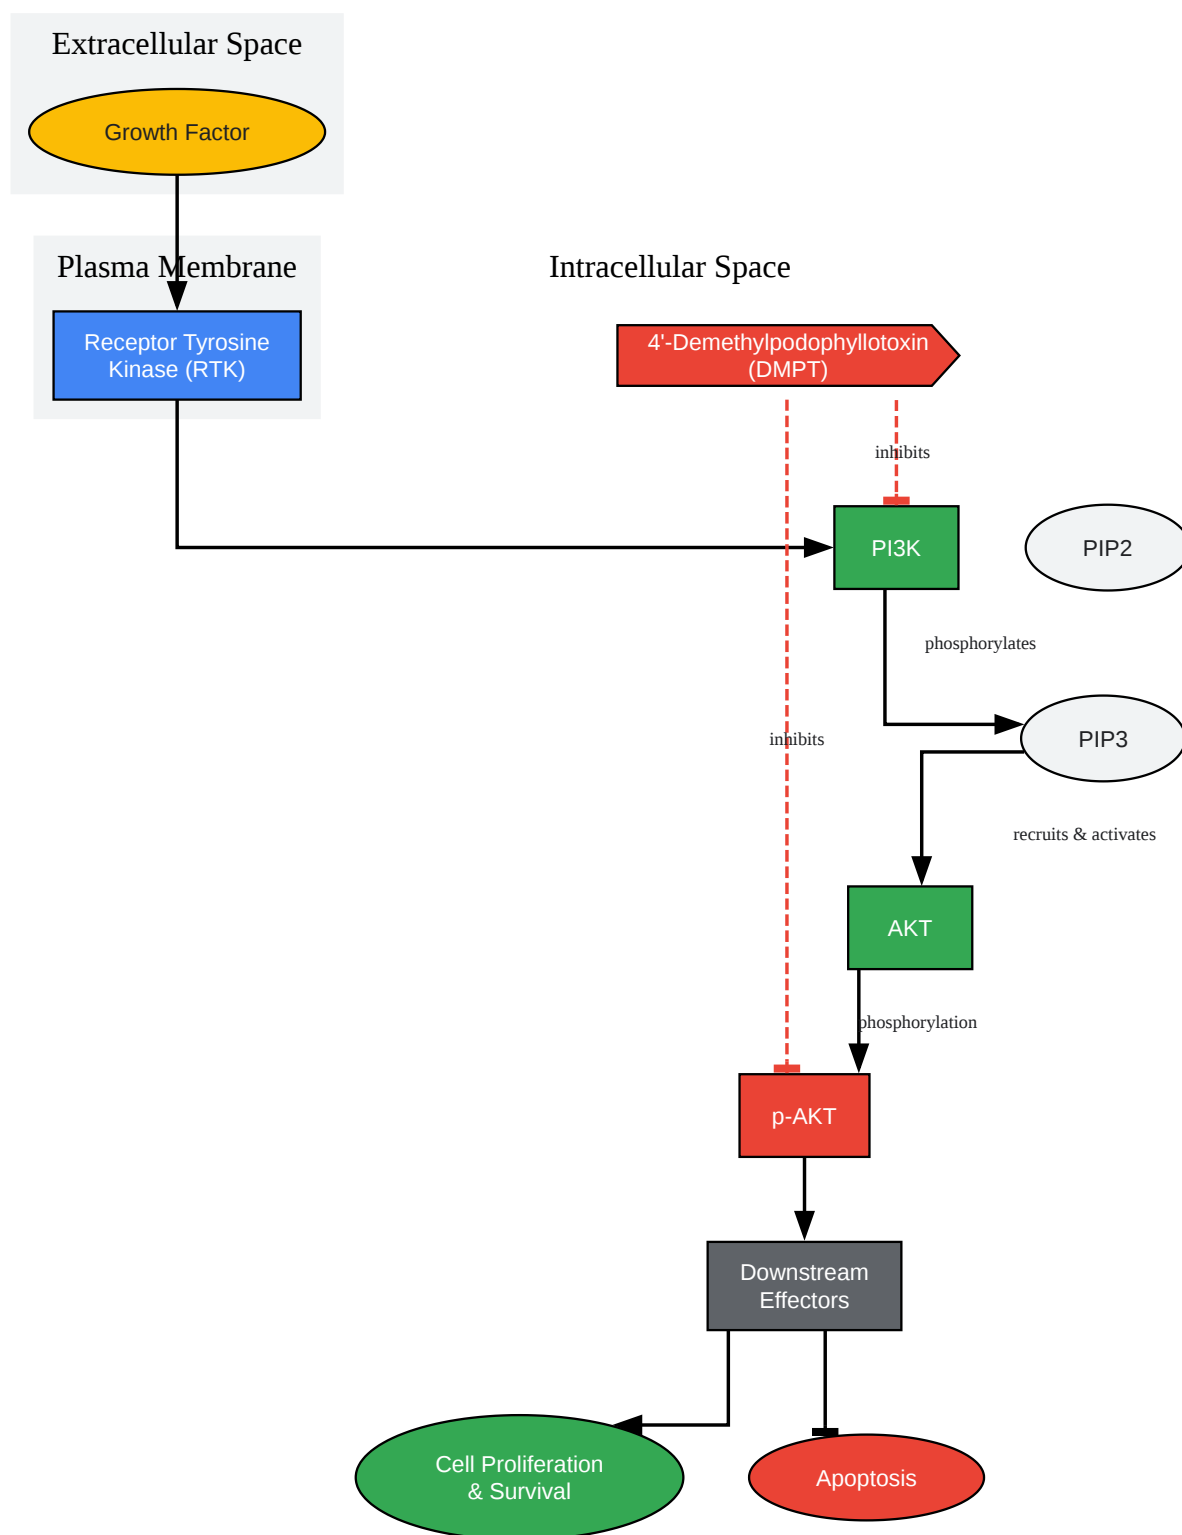 Extracellular Space
Growth Factor
Plasma Membrane
Intracellular Space
Receptor Tyrosine
Kinase (RTK)
4'-Demethylpodophyllotoxin
(DMPT)
inhibits
PI3K
PIP2
phosphorylates
inhibits
PIP3
recruits & activates
AKT
phosphorylation
p-AKT
Downstream
Effectors
Cell Proliferation
& Survival
Apoptosis